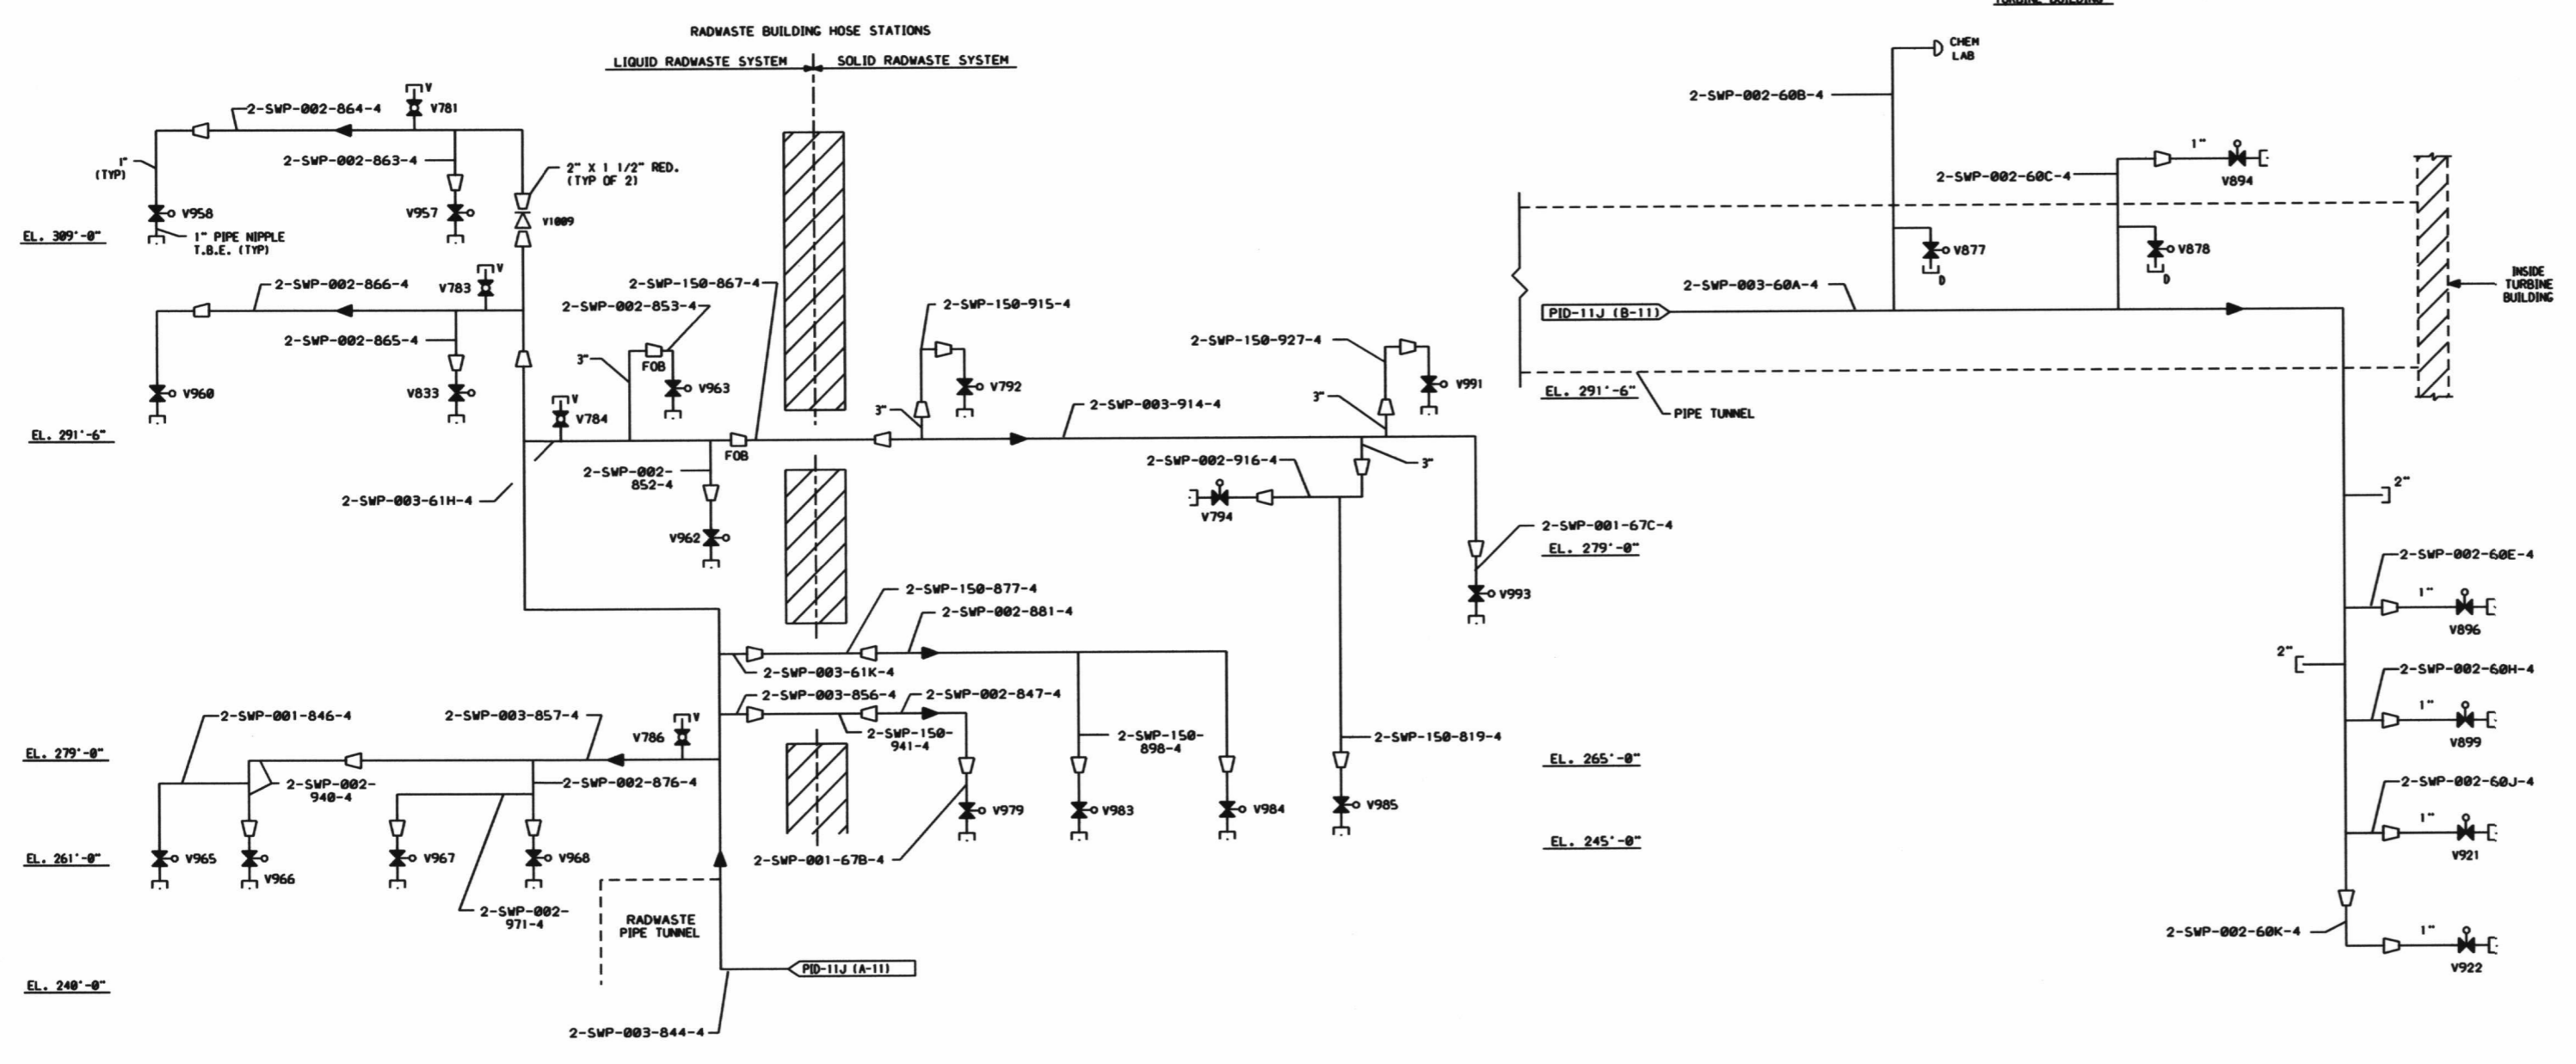 TURBINE BUILDING
RADWASTE BUILDING HOSE STATIONS
LIQUID RADWASTE SYSTEM
SOLID RADWASTE SYSTEM
2-SWP-002-864-4
V
V781
1"
(TYP)
2-SWP-002-863-4
2" X 1 1/2" RED.
(TYP OF 2)
V958
V957
V1009
EL. 309'-0"
1" PIPE NIPPLE
T.B.E. (TYP)
2-SWP-002-866-4
V
V783
2-SWP-150-867-4
2-SWP-002-853-4
2-SWP-002-865-4
3"
FOB
V963
V960
V833
V
V784
EL. 291'-6"
FOB
2-SWP-002-
852-4
2-SWP-003-61H-4
V962
2-SWP-150-915-4
V792
3"
2-SWP-003-914-4
2-SWP-150-927-4
V991
3"
2-SWP-002-916-4
3"
V794
2-SWP-001-67C-4
EL. 279'-0"
V993
2-SWP-150-877-4
2-SWP-002-881-4
2-SWP-003-61K-4
2-SWP-003-856-4
2-SWP-002-847-4
2-SWP-001-846-4
2-SWP-003-857-4
V
V786
2-SWP-150-
941-4
2-SWP-150-
898-4
2-SWP-150-819-4
EL. 279'-0"
2-SWP-002-
940-4
2-SWP-002-876-4
EL. 265'-0"
V979
V983
V984
V985
EL. 245'-0"
EL. 261'-0"
V965
V966
V967
V968
2-SWP-001-67B-4
2-SWP-002-
971-4
RADWASTE
PIPE TUNNEL
PID-11J (A-11)
EL. 240'-0"
2-SWP-003-844-4
CHEM
LAB
2-SWP-002-60B-4
1"
2-SWP-002-60C-4
V894
V877
D
V878
D
2-SWP-003-60A-4
PID-11J (B-11)
INSIDE
TURBINE
BUILDING
EL. 291'-6"
PIPE TUNNEL
2"
2-SWP-002-60E-4
1"
V896
2"
2-SWP-002-60H-4
1"
V899
2-SWP-002-60J-4
1"
V921
2-SWP-002-60K-4
1"
V922